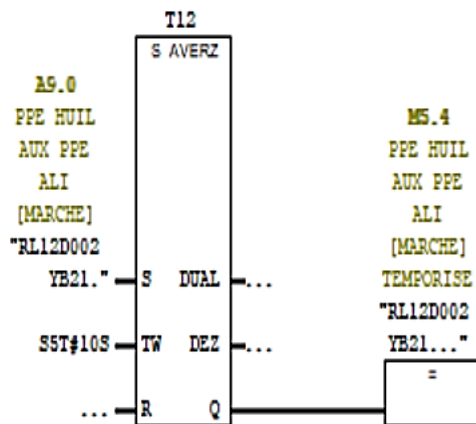 T12
S AVERZ
A9.0
PPE HUIL
AUX PPE
ALI
[MARCHE]
"RL12D002
YB21."
S DUAL ...
S5T#10S TW DEZ ...
... R Q
M5.4
PPE HUIL
AUX PPE
ALI
[MARCHE]
TEMPORISE
"RL12D002
YB21..."
=